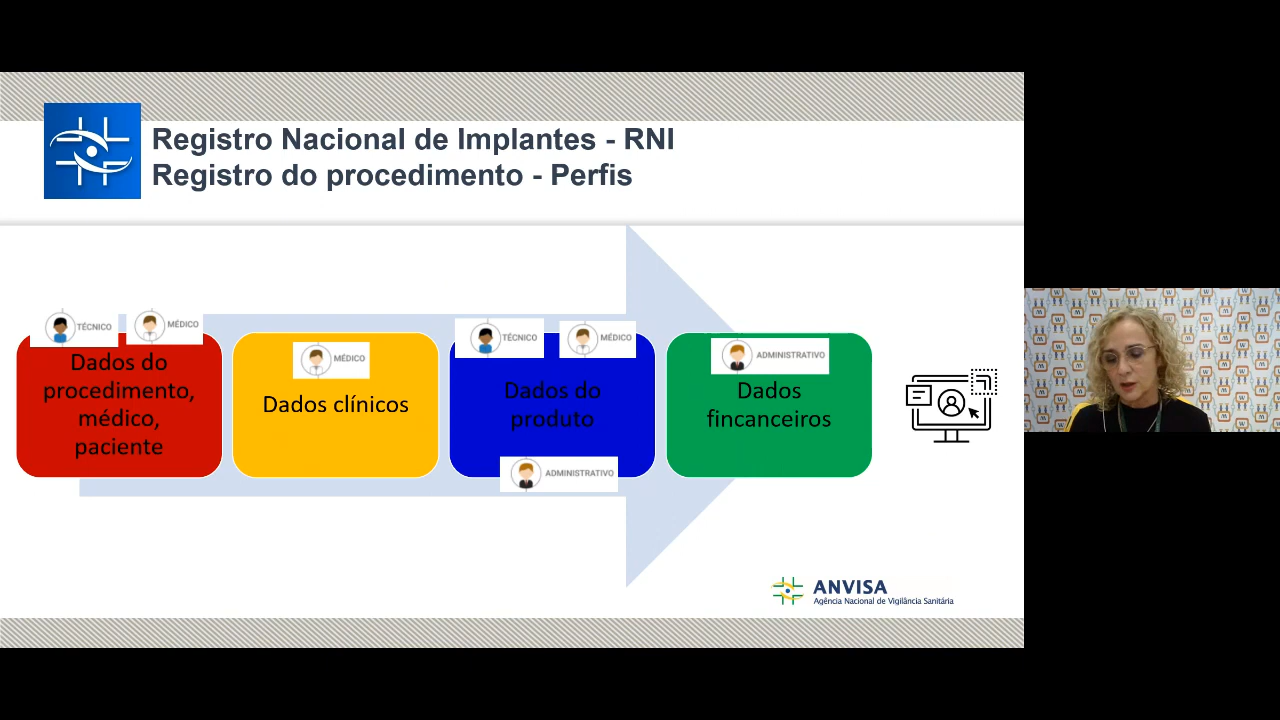 Registro Nacional de Implantes - RNI
Registro do procedimento - Perfis
TÉCNICO
MÉDICO
Dados do
procedimento,
médico,
paciente
MÉDICO
Dados clínicos
TÉCNICO
MÉDICO
Dados do
produto
ADMINISTRATIVO
ADMINISTRATIVO
Dados
fincanceiros
ANVISA
Agência Nacional de Vigilância Sanitária